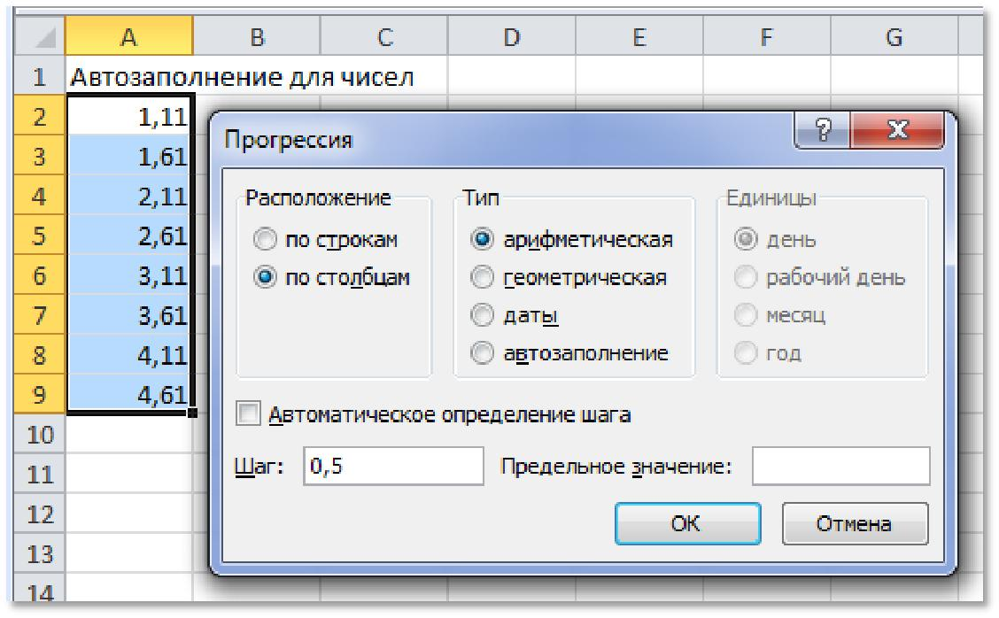 A B C D E F G
1 Автозаполнение для чисел
2 1,11
3 1,61
4 2,11
5 2,61
6 3,11
7 3,61
8 4,11
9 4,61
10
11
12
13
14
Прогрессия ? X
Расположение
по строкам
по столбцам
Тип
арифметическая
геометрическая
даты
автозаполнение
Единицы
день
рабочий день
месяц
год
Автоматическое определение шага
Шаг: 0,5 Предельное значение:
ОК Отмена